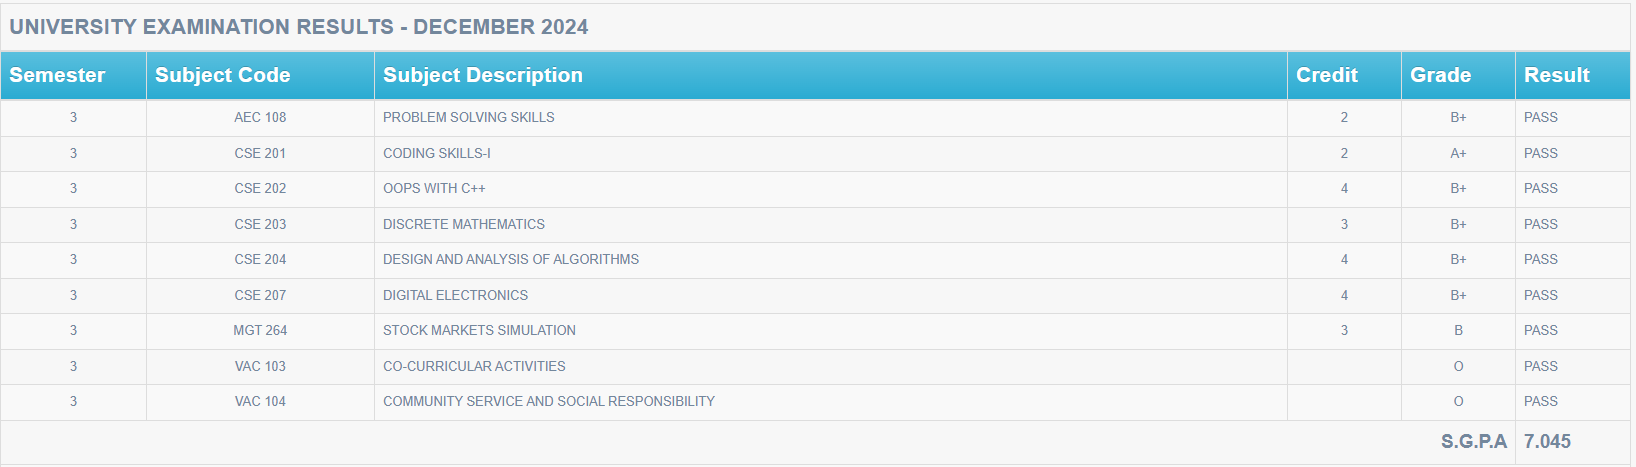 UNIVERSITY EXAMINATION RESULTS - DECEMBER 2024
Semester Subject Code Subject Description Credit Grade Result
3 AEC 108 PROBLEM SOLVING SKILLS 2 B+ PASS
3 CSE 201 CODING SKILLS-I 2 A+ PASS
3 CSE 202 OOPS WITH C++ 4 B+ PASS
3 CSE 203 DISCRETE MATHEMATICS 3 B+ PASS
3 CSE 204 DESIGN AND ANALYSIS OF ALGORITHMS 4 B+ PASS
3 CSE 207 DIGITAL ELECTRONICS 4 B+ PASS
3 MGT 264 STOCK MARKETS SIMULATION 3 B PASS
3 VAC 103 CO-CURRICULAR ACTIVITIES O PASS
3 VAC 104 COMMUNITY SERVICE AND SOCIAL RESPONSIBILITY O PASS
S.G.P.A 7.045